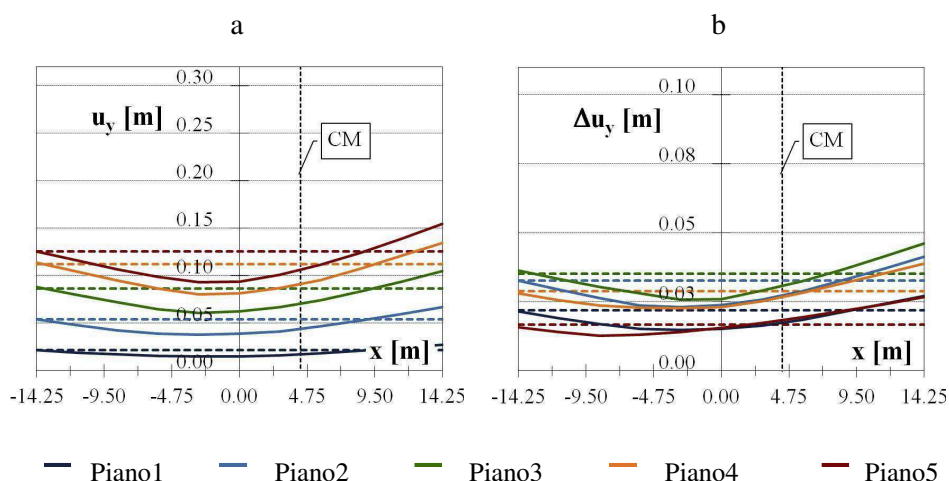 a
b
0.30
0.25
0.20
0.15
0.10
0.05
0.00
u_y [m]
CM
x [m]
-14.25 -9.50 -4.75 0.00 4.75 9.50 14.25
0.10
0.08
0.05
0.03
0.00
Δu_y [m]
CM
x [m]
-14.25 -9.50 -4.75 0.00 4.75 9.50 14.25
Piano1 Piano2 Piano3 Piano4 Piano5